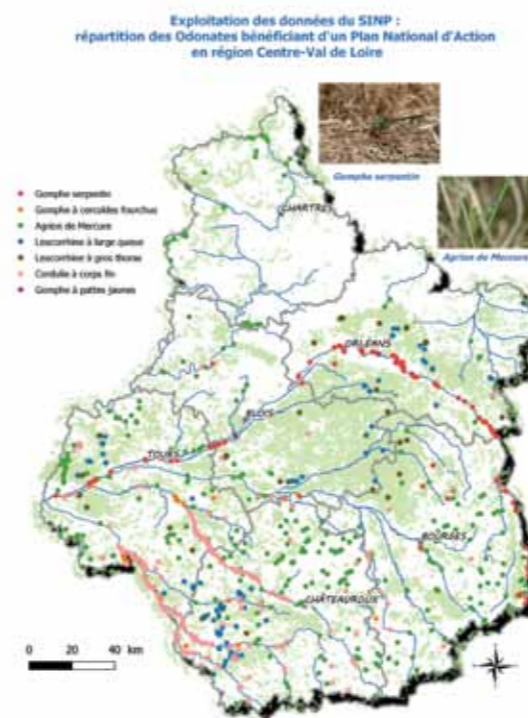 Exploitation des données du SINP :
répartition des Odonates bénéficiant d'un Plan National d'Action
en région Centre-Val de Loire
Gomphe serpentin
Agrion de Mercure
Gomphe serpentin
Gomphe à cercoïdes fourchus
Agrion de Mercure
Leucorrhine à large queue
Leucorrhine à gros thorax
Cordulie à corps fin
Gomphe à pattes jaunes
CHARTRES
ORLÉANS
BLOIS
TOURS
BOURGES
CHÂTEAUROUX
0 20 40 km